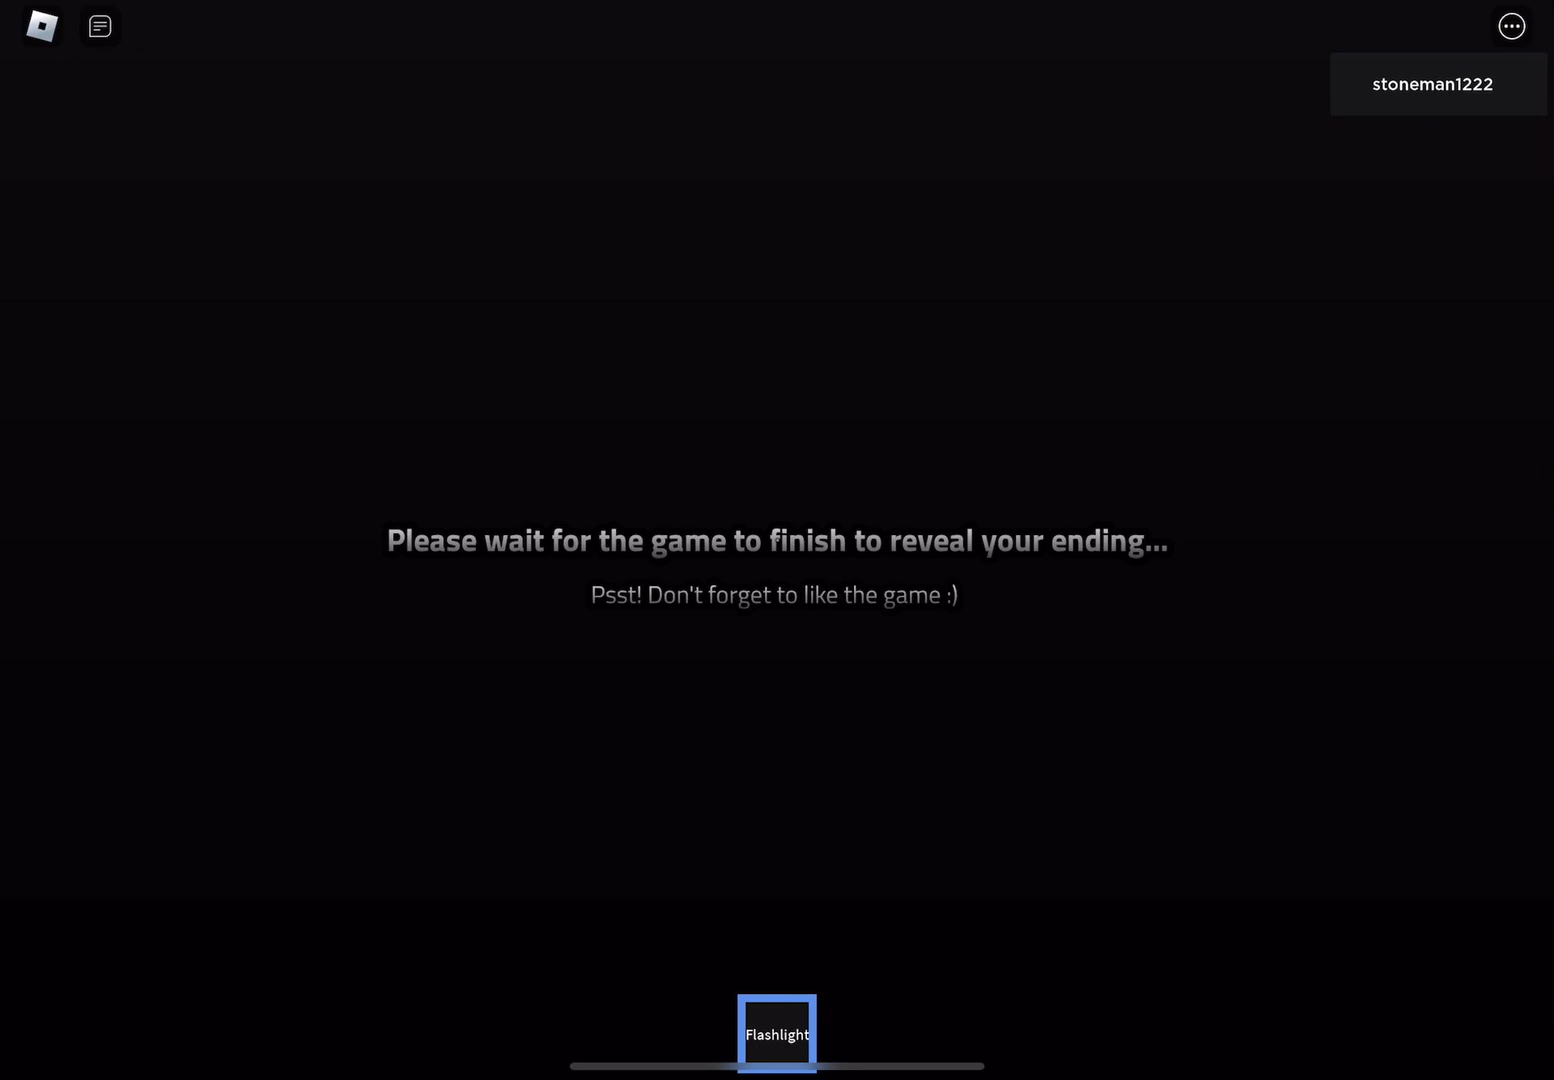 stoneman1222
Please wait for the game to finish to reveal your ending...
Psst! Don't forget to like the game :)
Flashlight